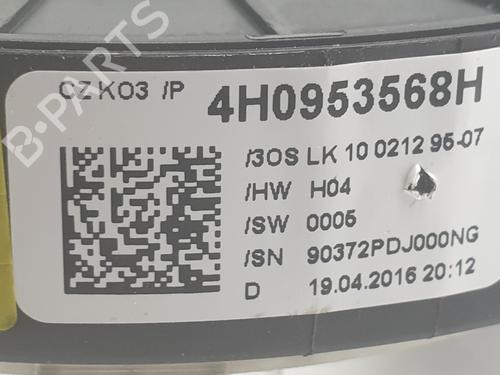 B-PARTS
CZ KO3 /P 4H0953568H
/3OS LK 10 0212 95-07
/HW H04
/SW 0005
/SN 90372PDJ000NG
D 19.04.2016 20:12